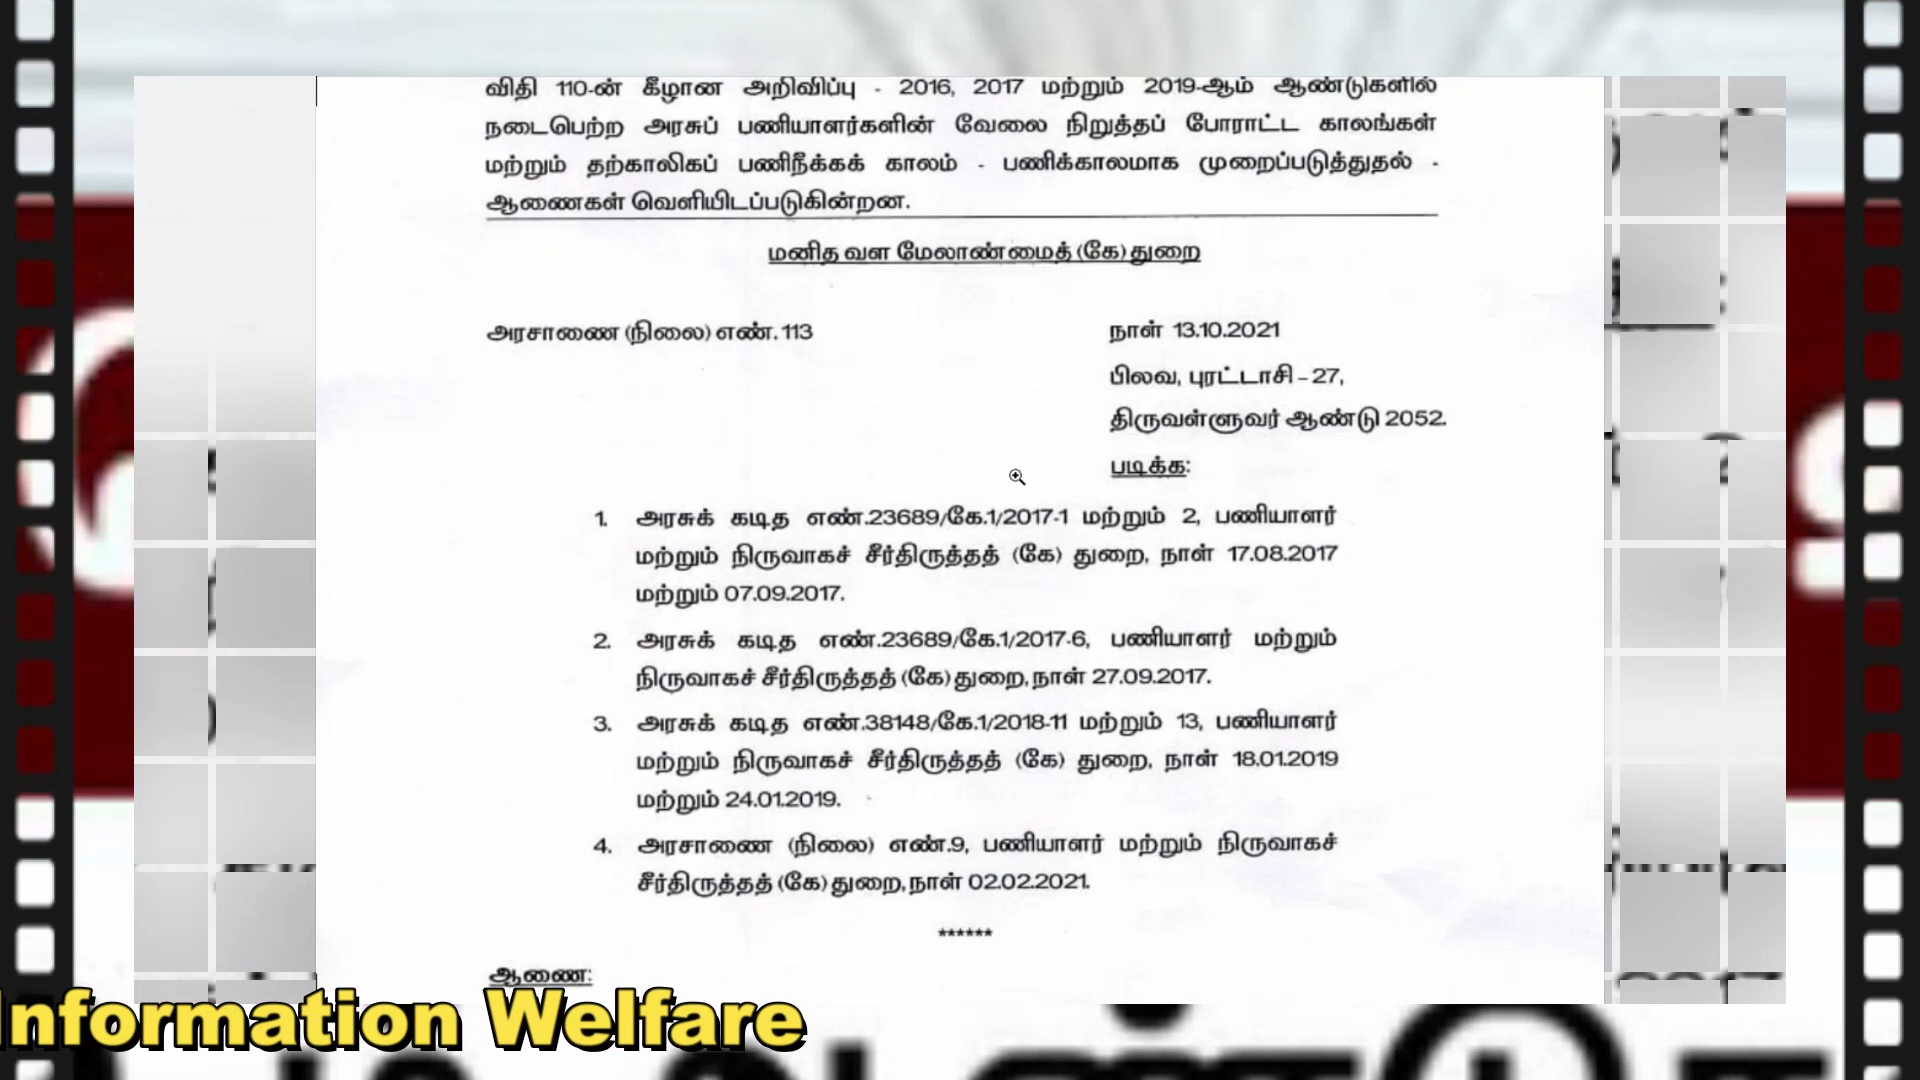 விதி 110-ன் கீழான அறிவிப்பு - 2016, 2017 மற்றும் 2019-ஆம் ஆண்டுகளில்
நடைபெற்ற அரசுப் பணியாளர்களின் வேலை நிறுத்தப் போராட்ட காலங்கள்
மற்றும் தற்காலிகப் பணிநீக்கக் காலம் - பணிக்காலமாக முறைப்படுத்துதல் -
ஆணைகள் வெளியிடப்படுகின்றன.
மனித வள மேலாண்மைத் (கே) துறை
அரசாணை (நிலை) எண். 113
நாள் 13.10.2021
பிலவ, புரட்டாசி – 27,
திருவள்ளுவர் ஆண்டு 2052.
படிக்க:
1. அரசுக் கடித எண்.23689/கே.1/2017-1 மற்றும் 2, பணியாளர்
மற்றும் நிருவாகச் சீர்திருத்தத் (கே) துறை, நாள் 17.08.2017
மற்றும் 07.09.2017.
2. அரசுக் கடித எண்.23689/கே.1/2017-6, பணியாளர் மற்றும்
நிருவாகச் சீர்திருத்தத் (கே) துறை, நாள் 27.09.2017.
3. அரசுக் கடித எண்.38148/கே.1/2018-11 மற்றும் 13, பணியாளர்
மற்றும் நிருவாகச் சீர்திருத்தத் (கே) துறை, நாள் 18.01.2019
மற்றும் 24.01.2019.
4. அரசாணை (நிலை) எண்.9, பணியாளர் மற்றும் நிருவாகச்
சீர்திருத்தத் (கே) துறை, நாள் 02.02.2021.
******
ஆணை:
Information Welfare